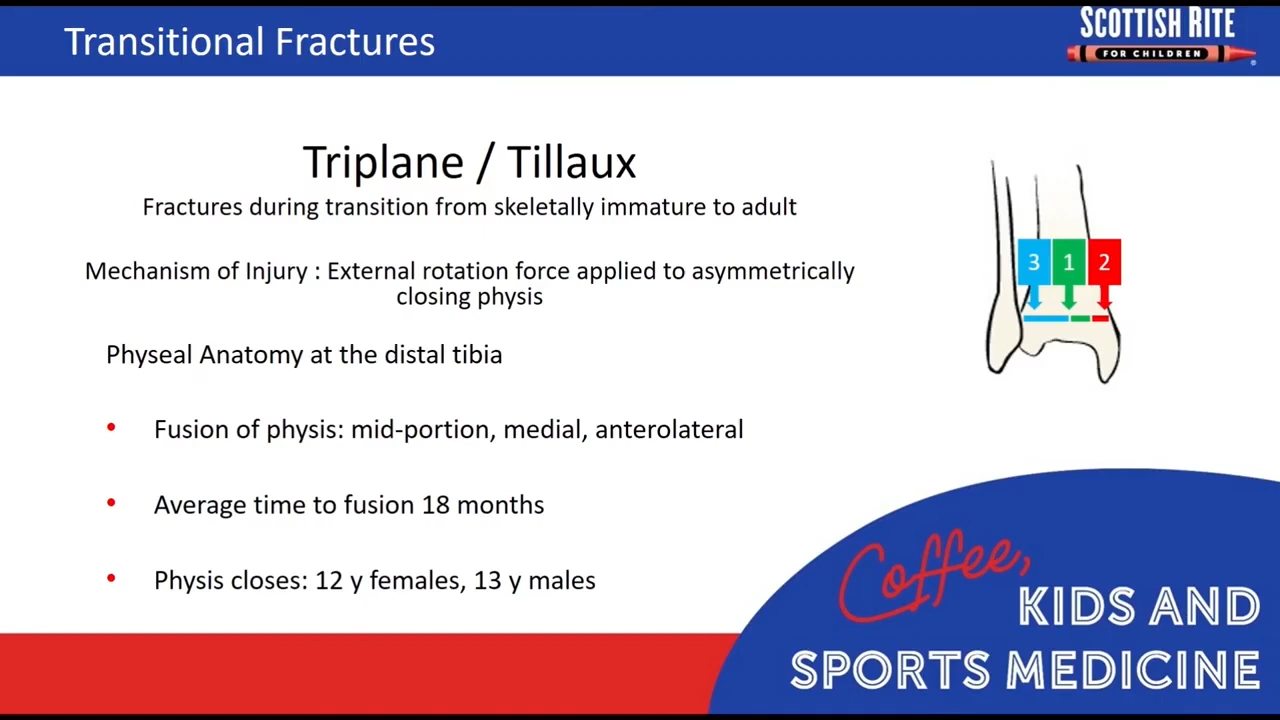 Transitional Fractures
SCOTTISH RITE
FOR CHILDREN
®
Triplane / Tillaux
Fractures during transition from skeletally immature to adult
Mechanism of Injury : External rotation force applied to asymmetrically
closing physis
3 1 2
Physeal Anatomy at the distal tibia
• Fusion of physis: mid-portion, medial, anterolateral
• Average time to fusion 18 months
• Physis closes: 12 y females, 13 y males
Coffee,
KIDS AND
SPORTS MEDICINE